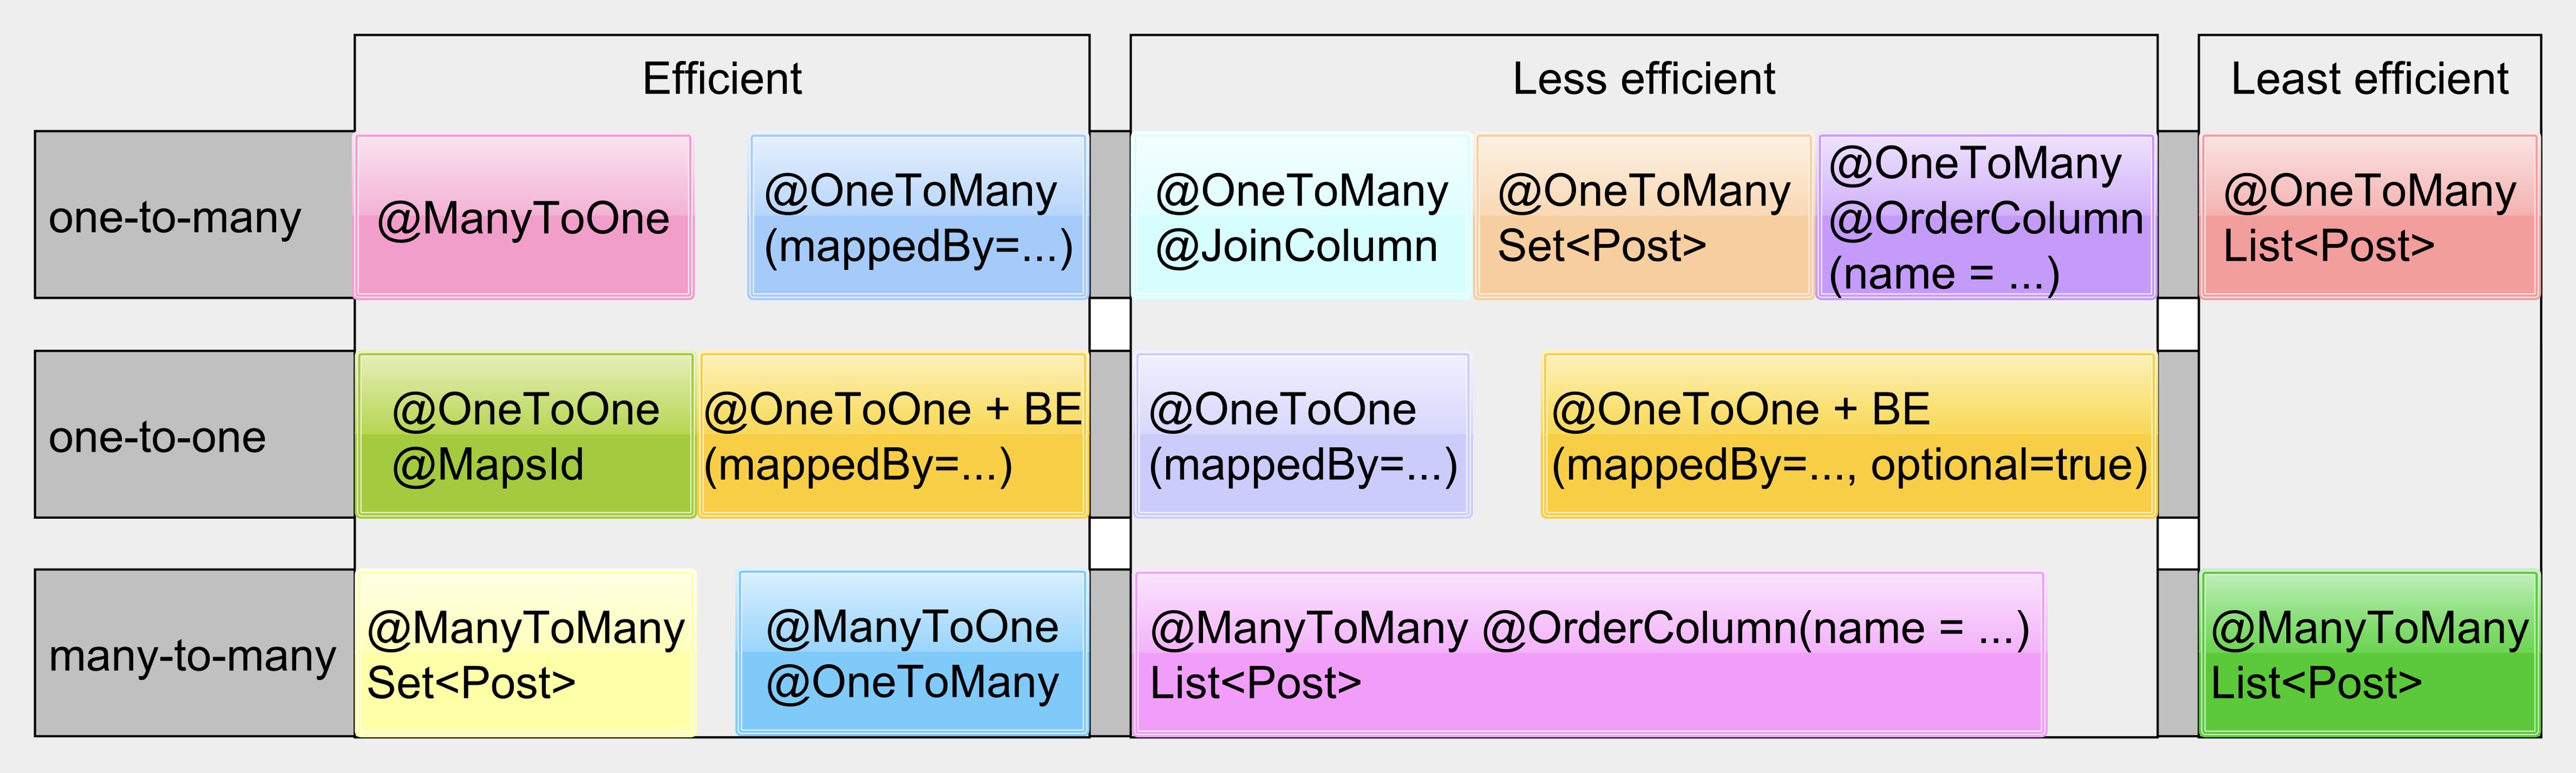 Efficient
Less efficient
Least efficient
one-to-many
@ManyToOne
@OneToMany
(mappedBy=...)
@OneToMany
@JoinColumn
@OneToMany
Set<Post>
@OneToMany
@OrderColumn
(name = ...)
@OneToMany
List<Post>
one-to-one
@OneToOne
@MapsId
@OneToOne + BE
(mappedBy=...)
@OneToOne
(mappedBy=...)
@OneToOne + BE
(mappedBy=..., optional=true)
many-to-many
@ManyToMany
Set<Post>
@ManyToOne
@OneToMany
@ManyToMany @OrderColumn(name = ...)
List<Post>
@ManyToMany
List<Post>